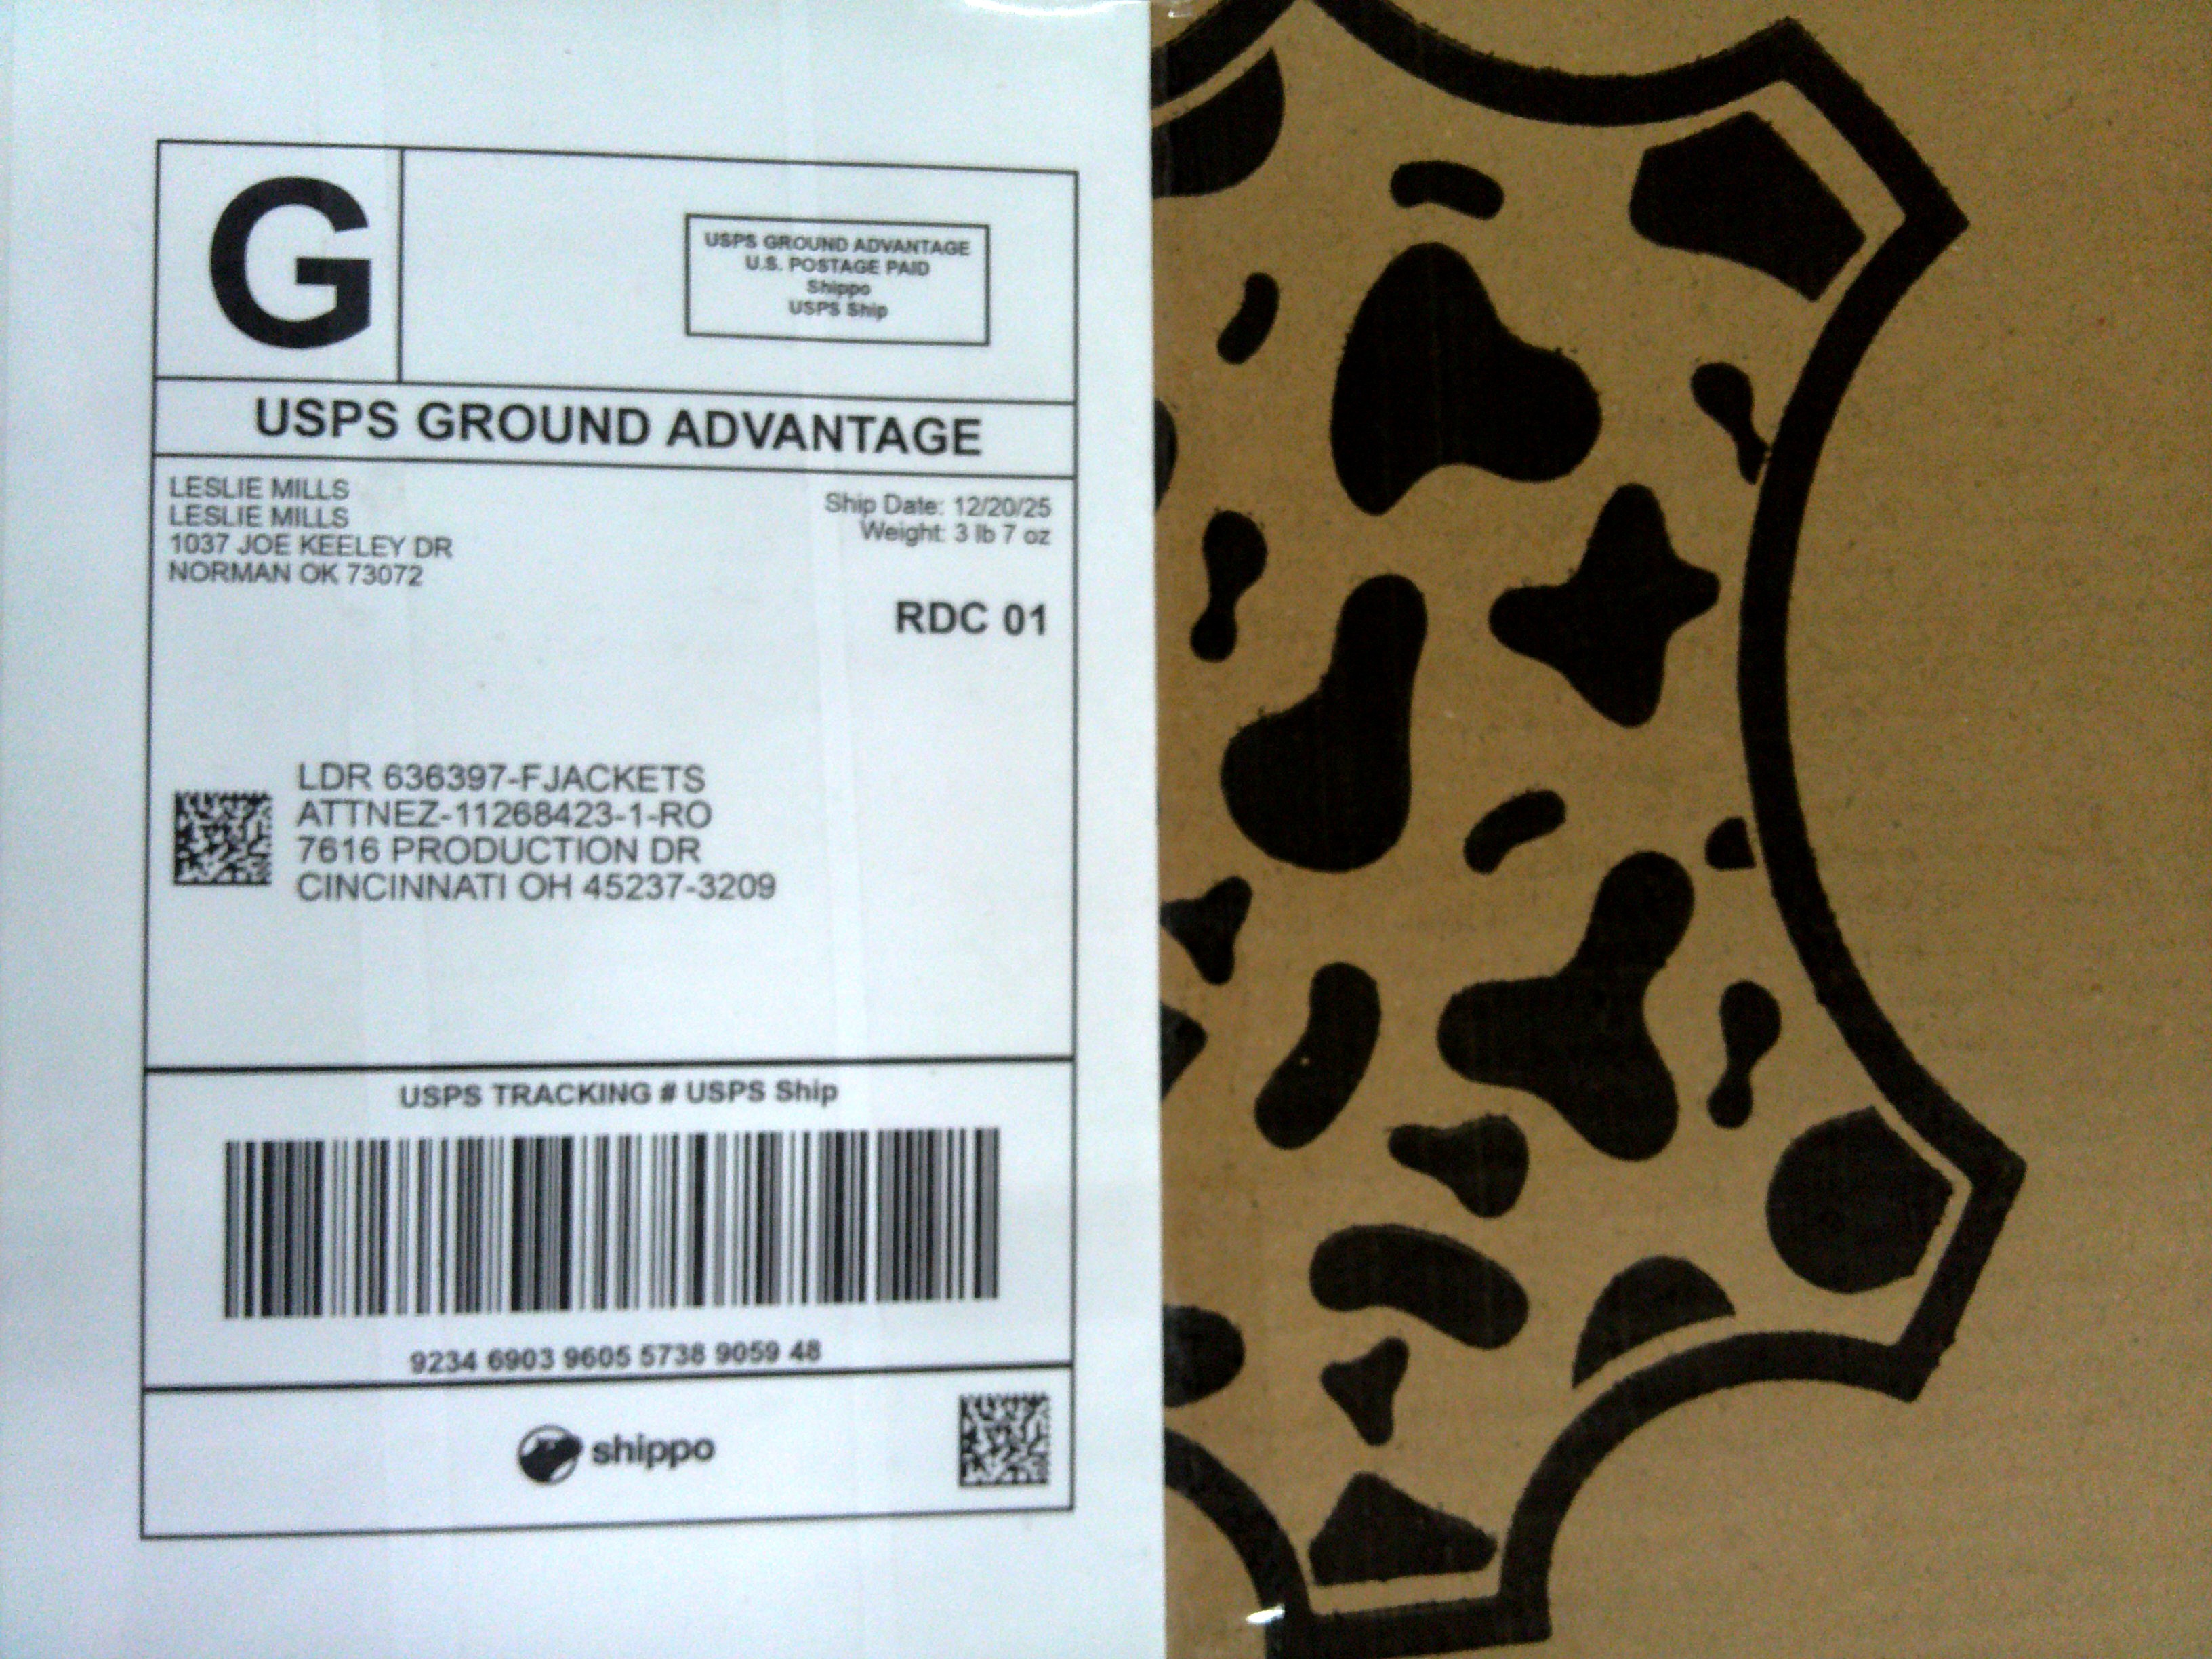 G
USPS GROUND ADVANTAGE
U.S. POSTAGE PAID
Shippo
USPS Ship
USPS GROUND ADVANTAGE
LESLIE MILLS
LESLIE MILLS
1037 JOE KEELEY DR
NORMAN OK 73072
Ship Date: 12/20/25
Weight: 3 lb 7 oz
RDC 01
LDR 636397-FJACKETS
ATTNEZ-11268423-1-RO
7616 PRODUCTION DR
CINCINNATI OH 45237-3209
USPS TRACKING # USPS Ship
9234 6903 9605 5738 9059 48
shippo